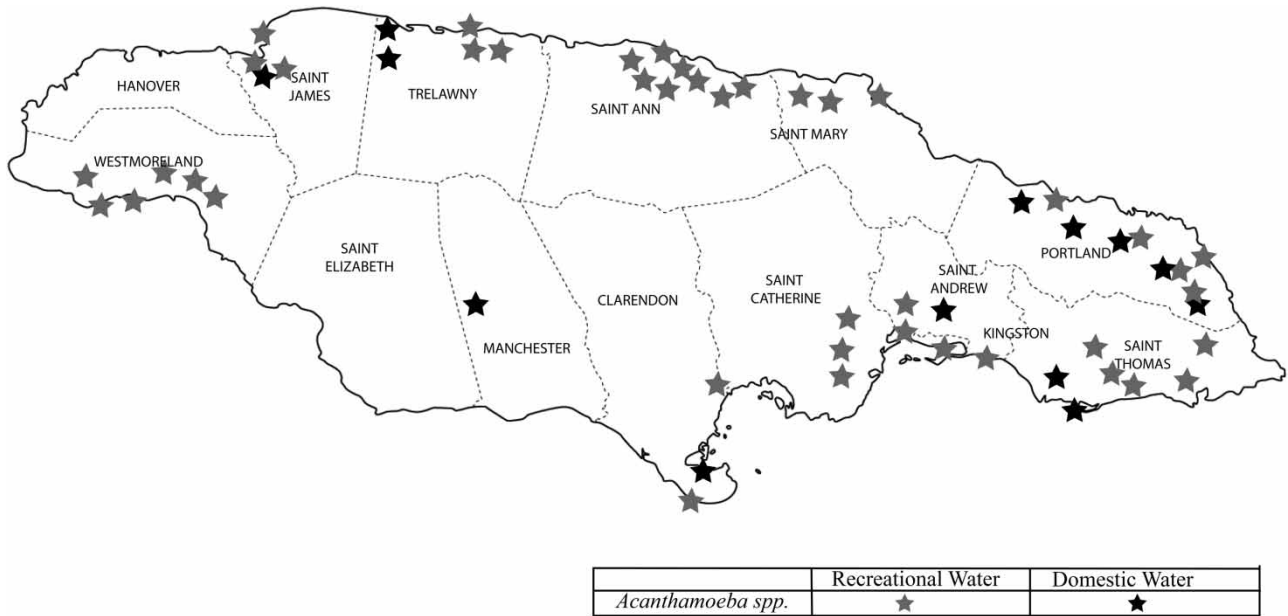 HANOVER
SAINT
JAMES
TRELAWNY
SAINT ANN
SAINT MARY
WESTMORELAND
SAINT
ELIZABETH
MANCHESTER
CLARENDON
SAINT
CATHERINE
SAINT
ANDREW
KINGSTON
PORTLAND
SAINT
THOMAS
Recreational Water Domestic Water
Acanthamoeba spp.